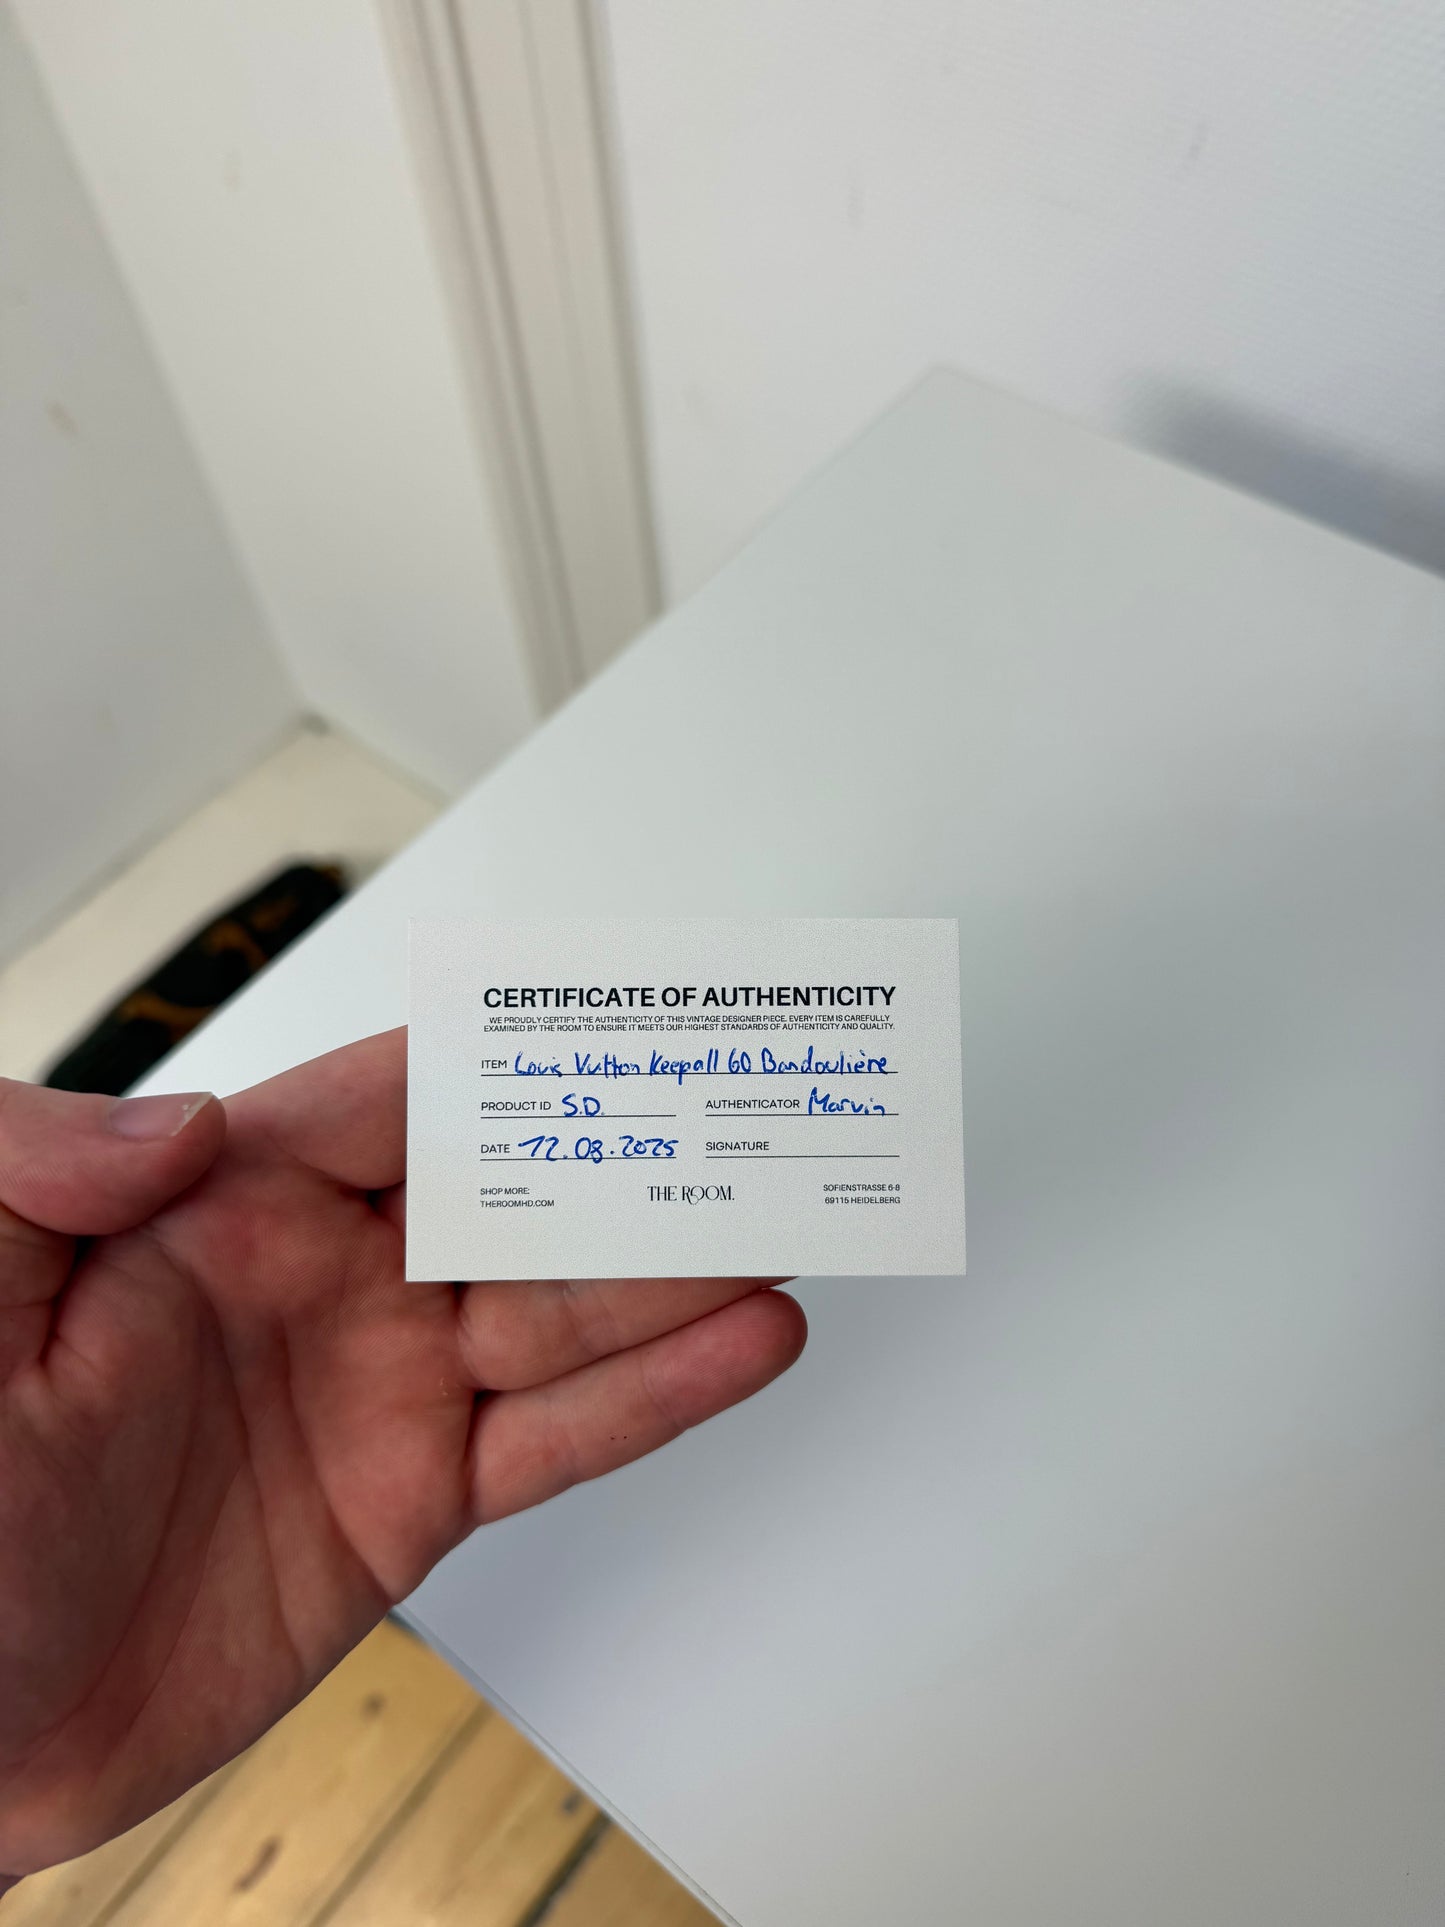 CERTIFICATE OF AUTHENTICITY
WE PROUDLY CERTIFY THE AUTHENTICITY OF THIS VINTAGE DESIGNER PIECE. EVERY ITEM IS CAREFULLY
EXAMINED BY THE ROOM TO ENSURE IT MEETS OUR HIGHEST STANDARDS OF AUTHENTICITY AND QUALITY.
ITEM Louis Vuitton Keepall 60 Bandoulière
PRODUCT ID S.D.
AUTHENTICATOR Marvin
DATE 12.08.2025
SIGNATURE
SHOP MORE:
THEROOMHD.COM
THE ROOM.
SOFIENSTRASSE 6-8
69115 HEIDELBERG